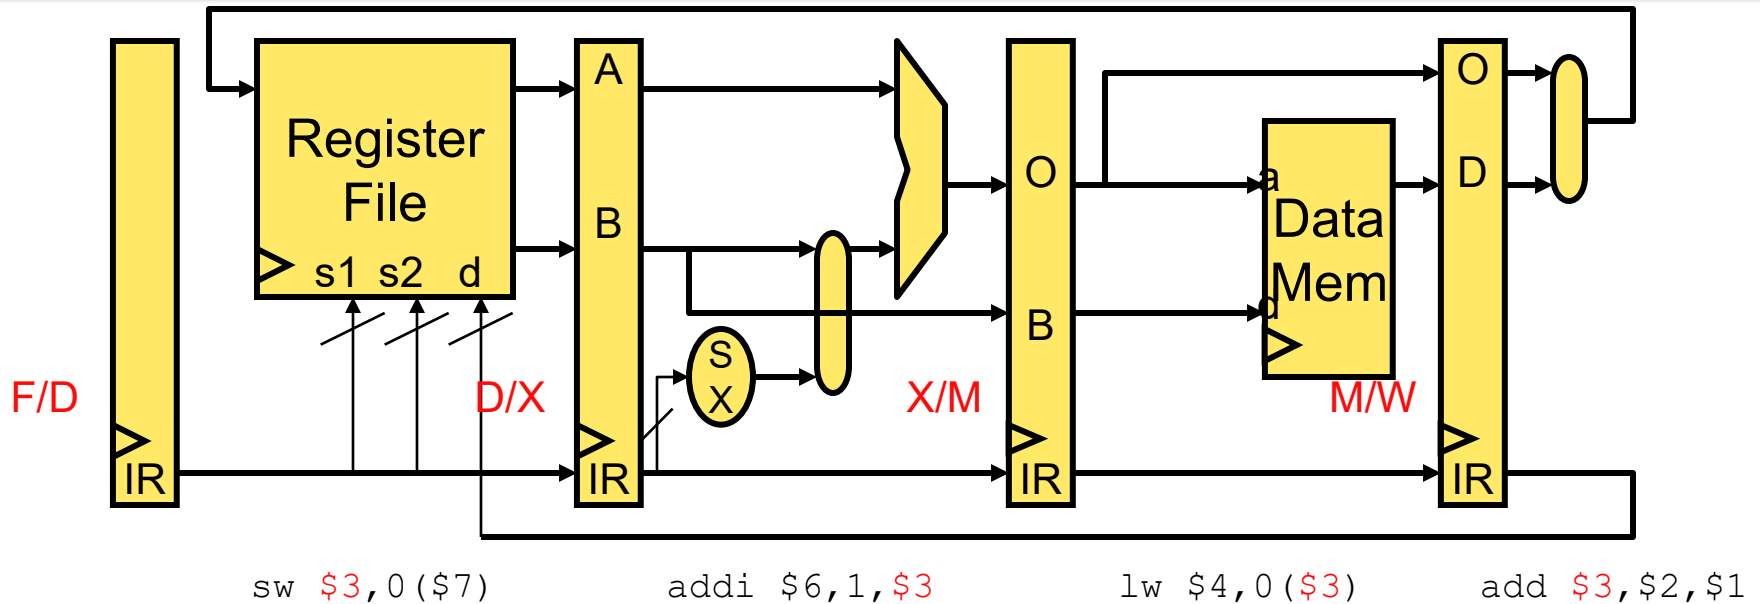 Register
File
s1 s2 d
A
B
IR
F/D
IR
D/X
S
X
O
B
IR
X/M
a
Data
Mem
d
M/W
O
D
IR
sw $3,0($7)
addi $6,1,$3
lw $4,0($3)
add $3,$2,$1